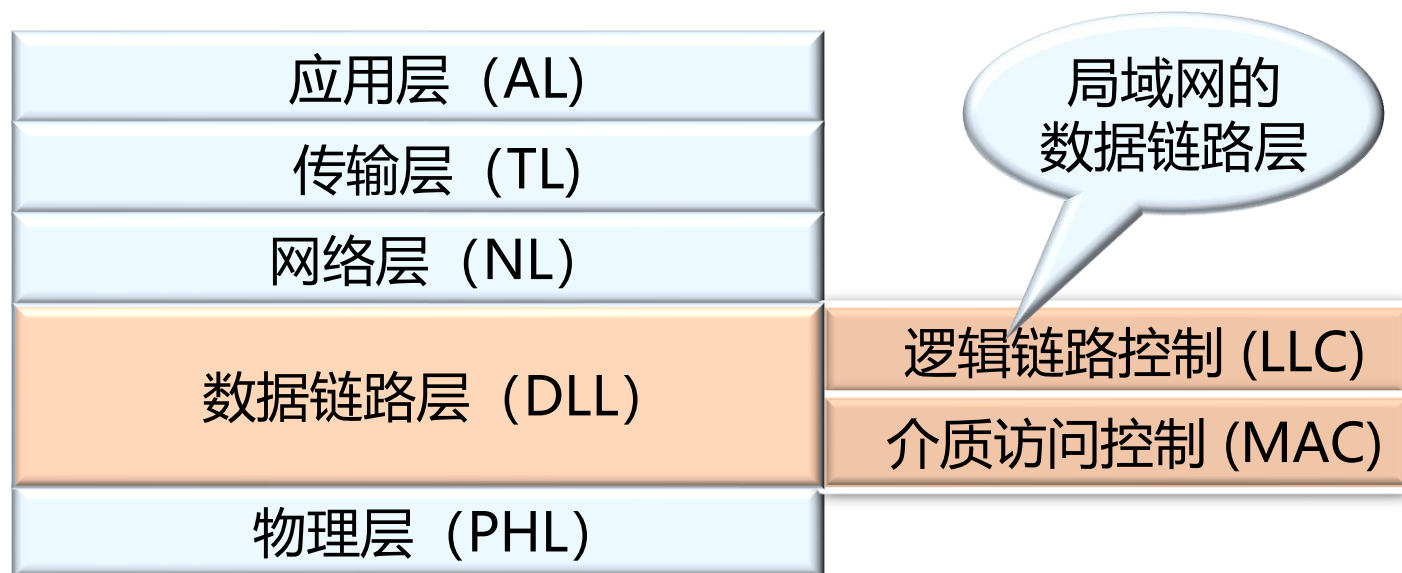 应用层（AL)
传输层（TL)
网络层（NL)
数据链路层（DLL)
物理层（PHL)
局域网的
数据链路层
逻辑链路控制 (LLC)
介质访问控制 (MAC)